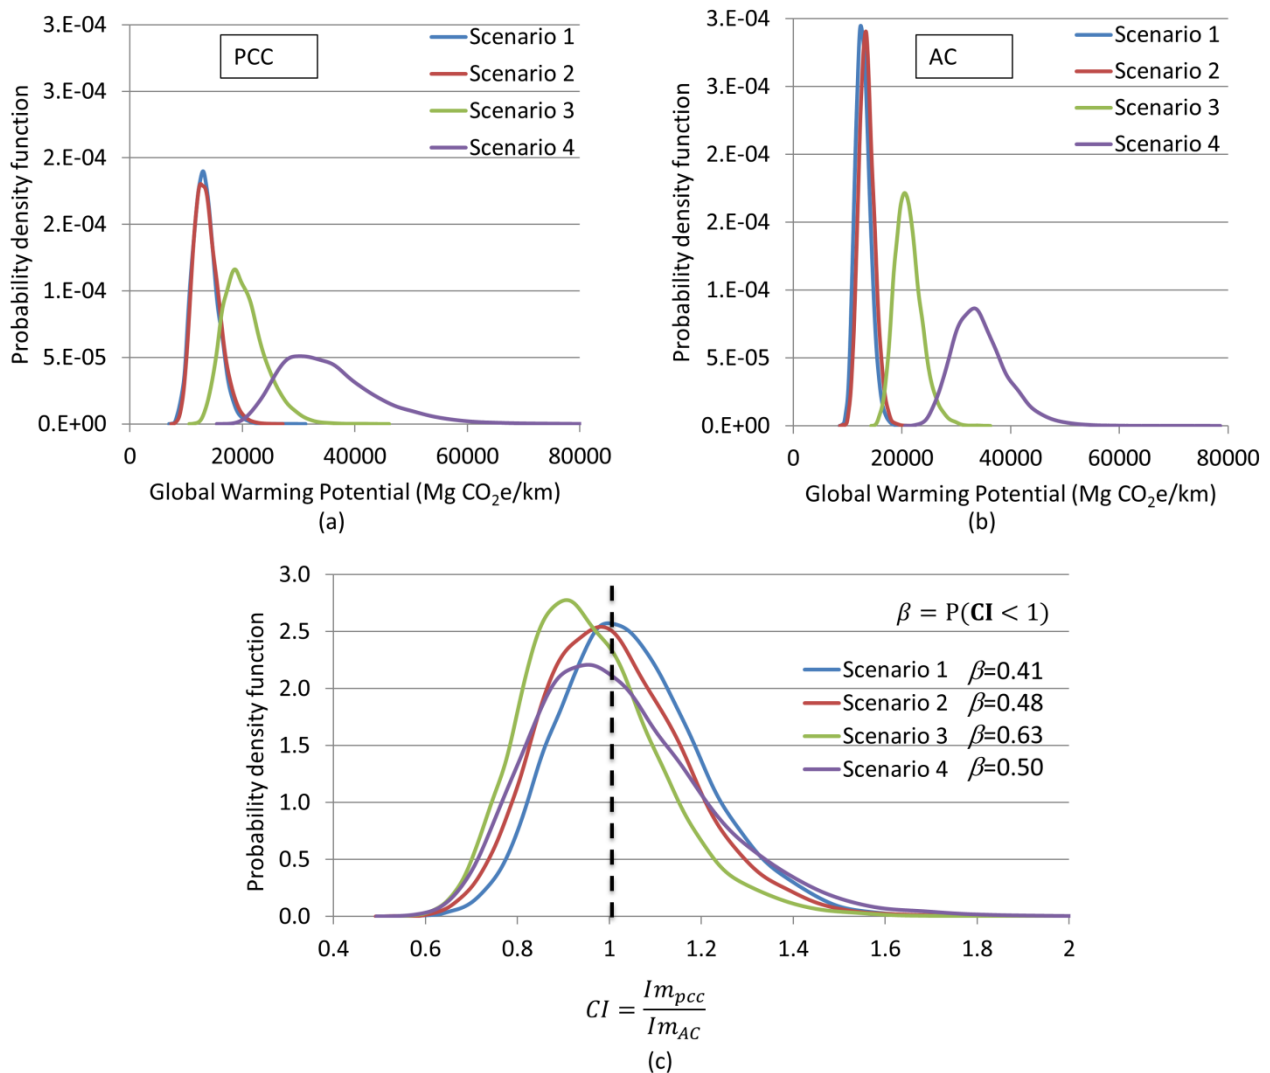 3.E-04
3.E-04
2.E-04
2.E-04
1.E-04
5.E-05
0.E+00
Probability density function
PCC
Scenario 1
Scenario 2
Scenario 3
Scenario 4
0 20000 40000 60000 80000
Global Warming Potential (Mg CO₂e/km)
(a)
3.E-04
3.E-04
2.E-04
2.E-04
1.E-04
5.E-05
0.E+00
Probability density function
AC
Scenario 1
Scenario 2
Scenario 3
Scenario 4
0 20000 40000 60000 80000
Global Warming Potential (Mg CO₂e/km)
(b)
3.0
2.5
2.0
1.5
1.0
0.5
0.0
Probability density function
β = P(CI < 1)
Scenario 1 β=0.41
Scenario 2 β=0.48
Scenario 3 β=0.63
Scenario 4 β=0.50
0.4 0.6 0.8 1 1.2 1.4 1.6 1.8 2
CI = Im_pcc / Im_AC
(c)